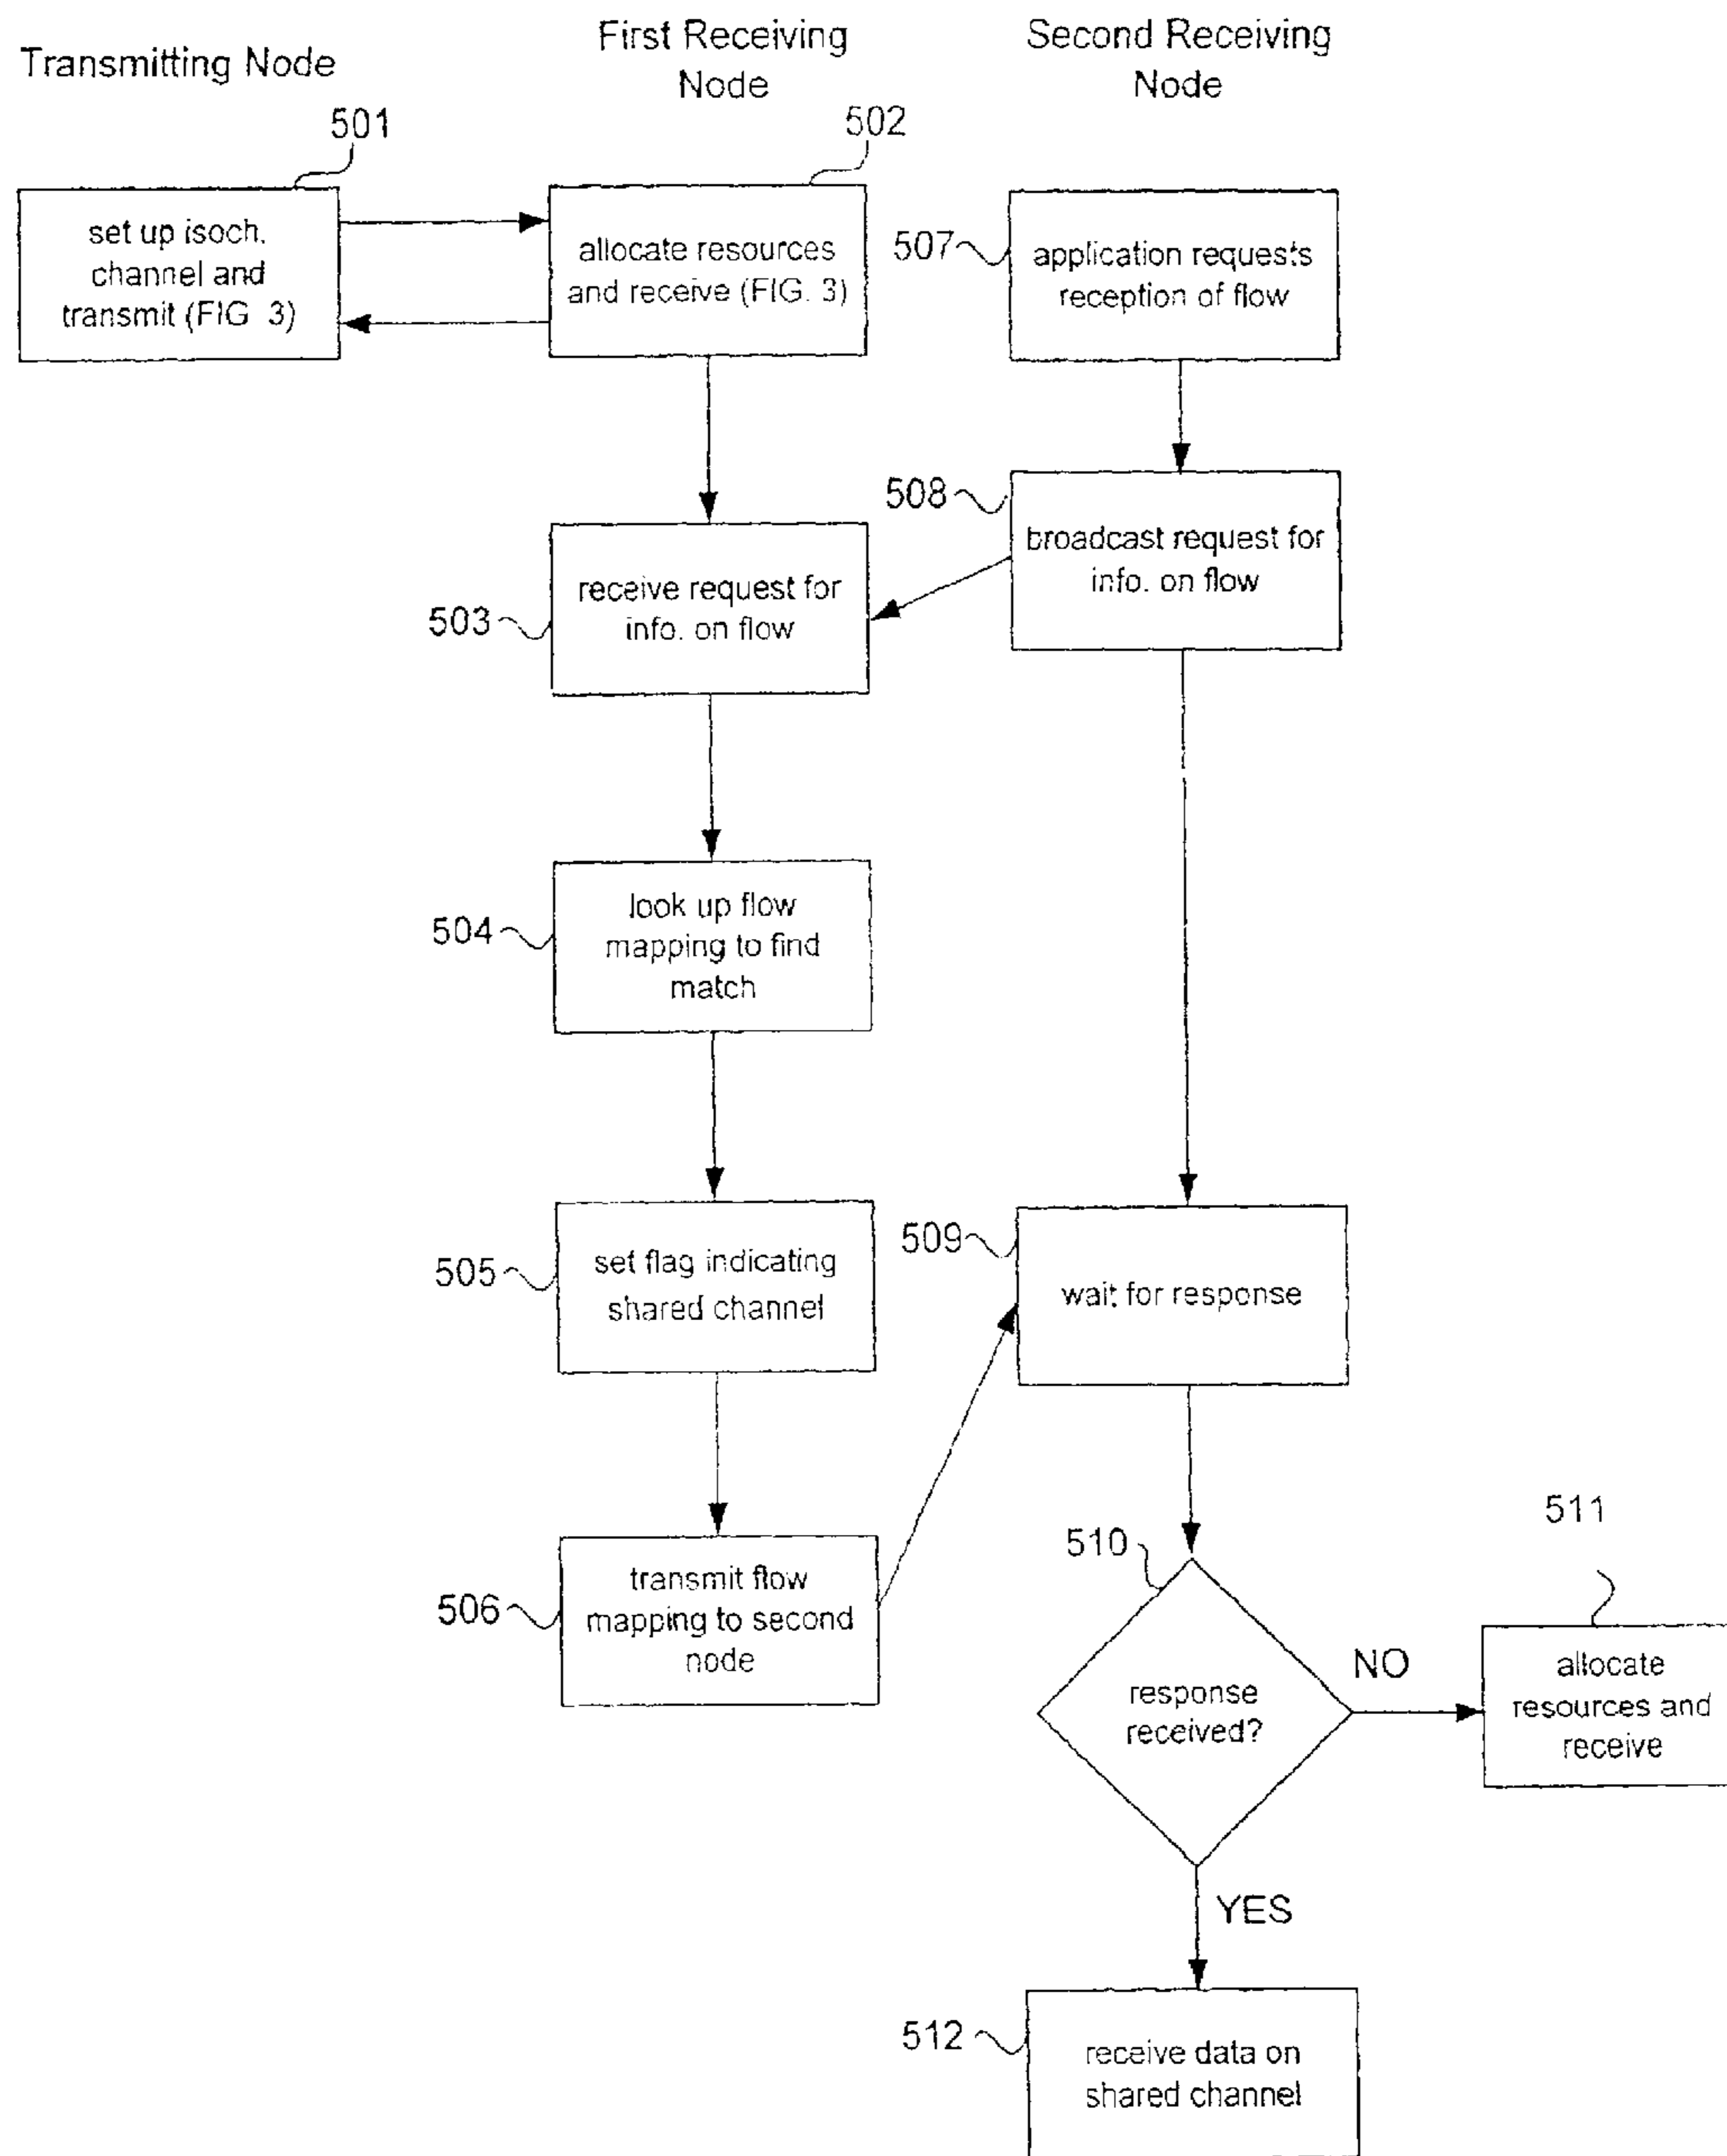 Transmitting Node
First Receiving
Node
Second Receiving
Node
501
set up isoch.
channel and
transmit (FIG 3)
502
allocate resources
and receive (FIG. 3)
507
application requests
reception of flow
508
broadcast request for
info. on flow
503
receive request for
info. on flow
504
look up flow
mapping to find
match
505
set flag indicating
shared channel
509
wait for response
506
transmit flow
mapping to second
node
510
response
received?
NO
511
allocate
resources and
receive
YES
512
receive data on
shared channel